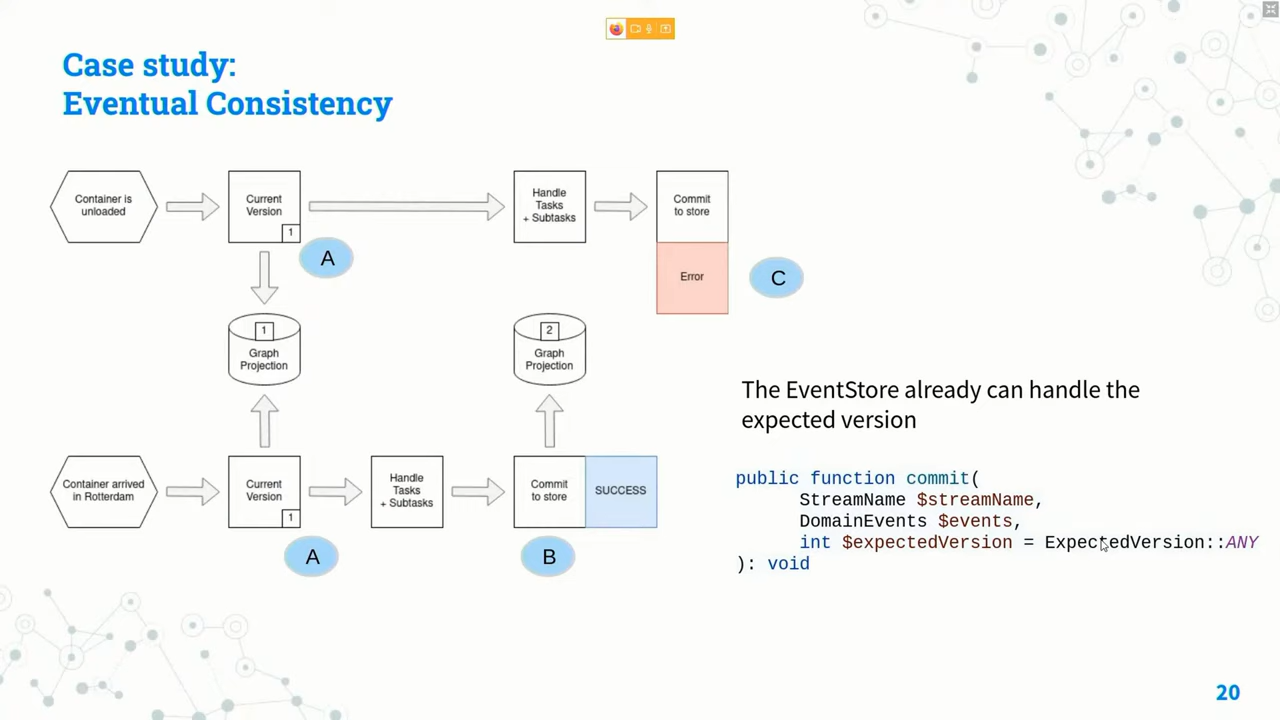 Case study:
Eventual Consistency
Container is
unloaded
Current
Version
1
A
Handle
Tasks
+ Subtasks
Commit
to store
Error
C
1
Graph
Projection
2
Graph
Projection
Container arrived
in Rotterdam
Current
Version
1
A
Handle
Tasks
+ Subtasks
Commit
to store
SUCCESS
B
The EventStore already can handle the
expected version
public function commit(
StreamName $streamName,
DomainEvents $events,
int $expectedVersion = ExpectedVersion::ANY
): void
20